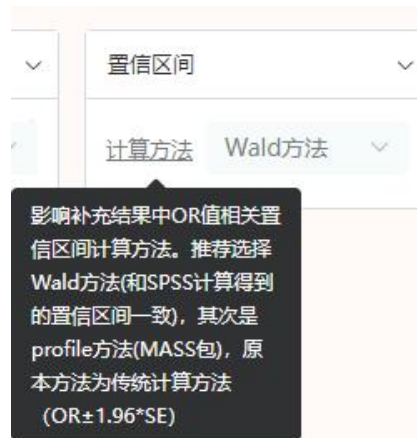 置信区间
计算方法 Wald方法
影响补充结果中OR值相关置
信区间计算方法。推荐选择
Wald方法(和SPSS计算得到
的置信区间一致)，其次是
profile方法(MASS包)，原
本方法为传统计算方法
（OR±1.96*SE)